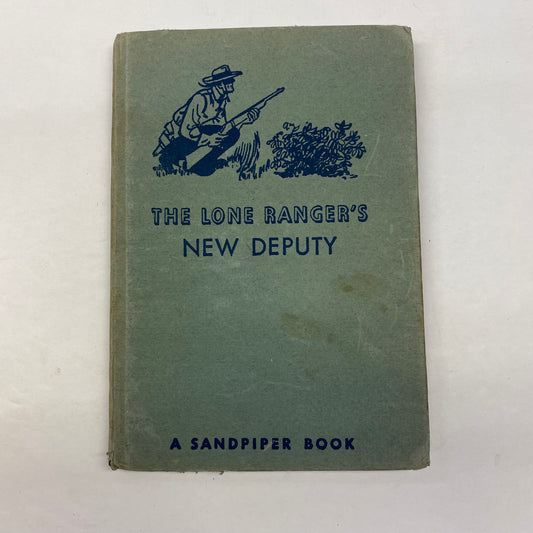 THE LONE RANGER'S
NEW DEPUTY
A SANDPIPER BOOK